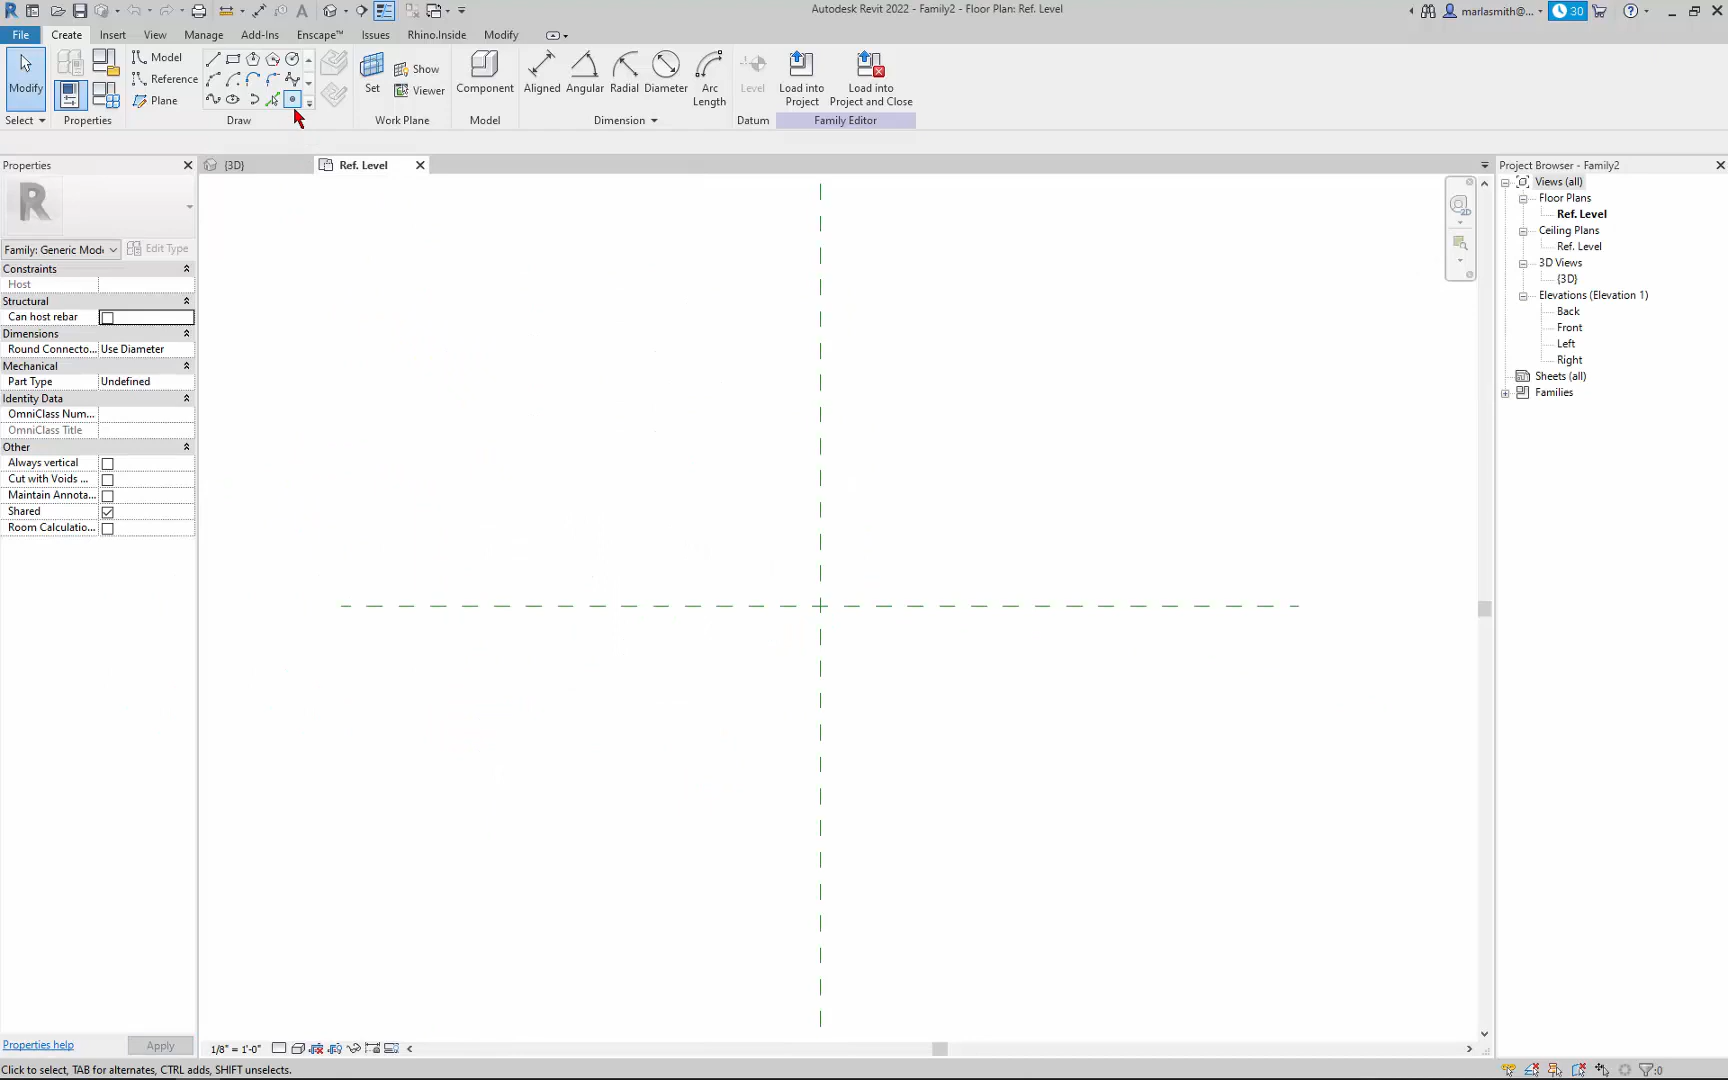 Autodesk Revit 2022 - Family2 - Floor Plan: Ref. Level
marlasmith@...
30
File
Create
Insert
View
Manage
Add-Ins
Enscape™
Issues
Rhino.Inside
Modify
Modify
Select
Properties
Model
Reference
Plane
Draw
Set
Show
Viewer
Work Plane
Component
Model
Aligned
Angular
Radial
Diameter
Arc
Length
Dimension
Level
Datum
Load into
Project
Load into
Project and Close
Family Editor
Properties
{3D}
Ref. Level
R
Family: Generic Mode
Edit Type
Constraints
Host
Structural
Can host rebar
Dimensions
Round Connecto... Use Diameter
Mechanical
Part Type Undefined
Identity Data
OmniClass Num...
OmniClass Title
Other
Always vertical
Cut with Voids ...
Maintain Annota...
Shared
Room Calculatio...
Properties help
Apply
2D
Project Browser - Family2
Views (all)
Floor Plans
Ref. Level
Ceiling Plans
Ref. Level
3D Views
{3D}
Elevations (Elevation 1)
Back
Front
Left
Right
Sheets (all)
Families
1/8" = 1'-0"
Click to select, TAB for alternates, CTRL adds, SHIFT unselects.
:0